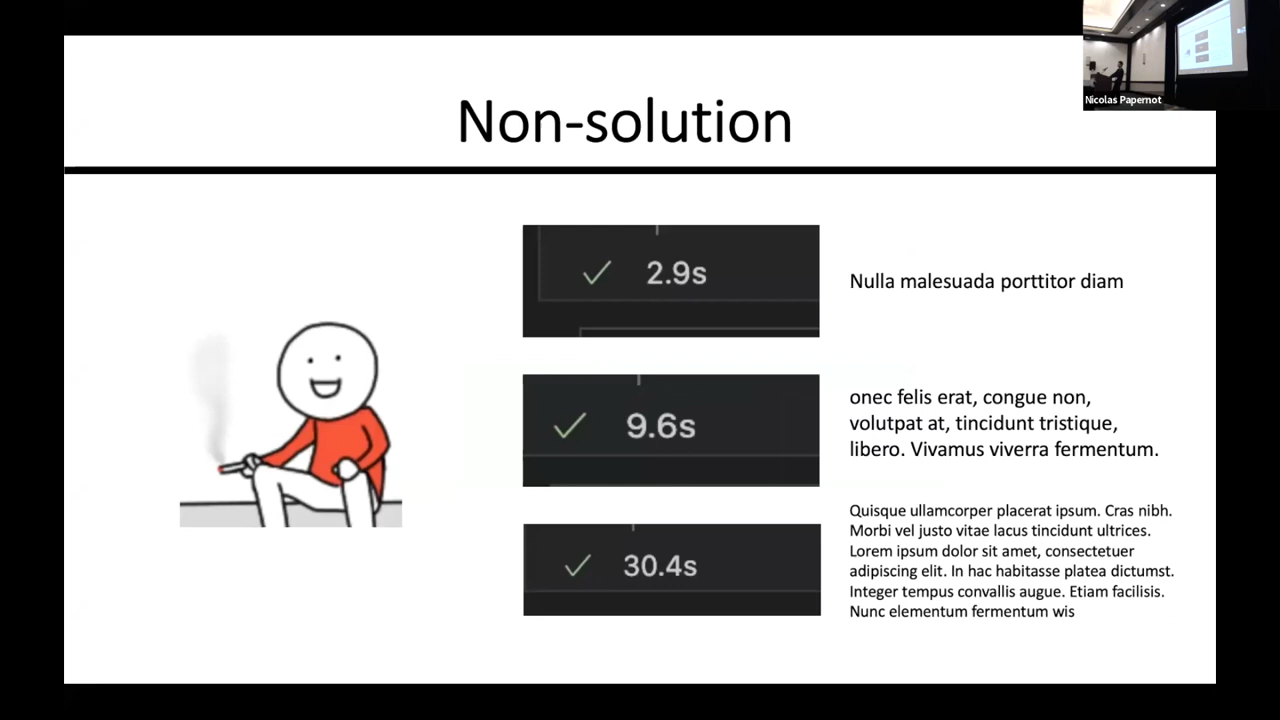 Nicolas Papernot
Non-solution
2.9s
Nulla malesuada porttitor diam
9.6s
onec felis erat, congue non,
volutpat at, tincidunt tristique,
libero. Vivamus viverra fermentum.
30.4s
Quisque ullamcorper placerat ipsum. Cras nibh.
Morbi vel justo vitae lacus tincidunt ultrices.
Lorem ipsum dolor sit amet, consectetuer
adipiscing elit. In hac habitasse platea dictumst.
Integer tempus convallis augue. Etiam facilisis.
Nunc elementum fermentum wis